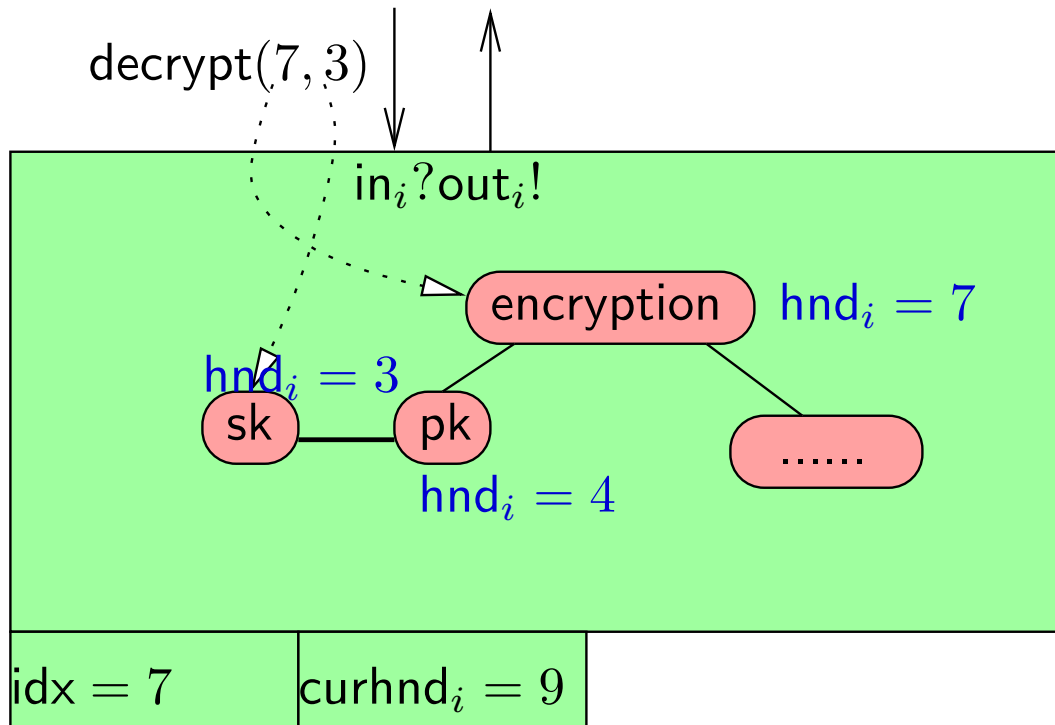 decrypt(7, 3)
in_i?out_i!
encryption
hnd_i = 7
hnd_i = 3
sk
pk
......
hnd_i = 4
idx = 7
curhnd_i = 9